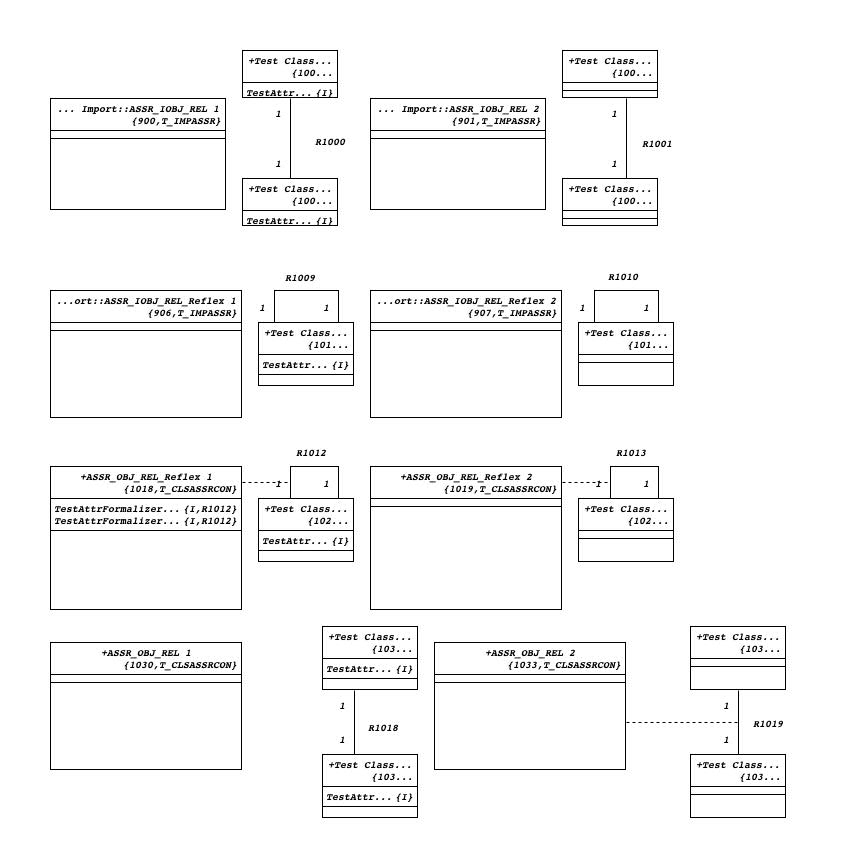 +Test Class...
{100...
TestAttr... {I}
+Test Class...
{100...
... Import::ASSR_IOBJ_REL 1
{900,T_IMPASSR}
... Import::ASSR_IOBJ_REL 2
{901,T_IMPASSR}
1
1
R1000
R1001
1
1
+Test Class...
{100...
TestAttr... {I}
+Test Class...
{100...
R1009
R1010
...ort::ASSR_IOBJ_REL_Reflex 1
{906,T_IMPASSR}
1
1
...ort::ASSR_IOBJ_REL_Reflex 2
{907,T_IMPASSR}
1
1
+Test Class...
{101...
TestAttr... {I}
+Test Class...
{101...
R1012
R1013
+ASSR_OBJ_REL_Reflex 1
{1018,T_CLSASSRCON}
TestAttrFormalizer... {I,R1012}
TestAttrFormalizer... {I,R1012}
1
1
+ASSR_OBJ_REL_Reflex 2
{1019,T_CLSASSRCON}
1
1
+Test Class...
{102...
TestAttr... {I}
+Test Class...
{102...
+ASSR_OBJ_REL 1
{1030,T_CLSASSRCON}
+Test Class...
{103...
TestAttr... {I}
+ASSR_OBJ_REL 2
{1033,T_CLSASSRCON}
+Test Class...
{103...
1
R1018
1
1
R1019
1
+Test Class...
{103...
TestAttr... {I}
+Test Class...
{103...